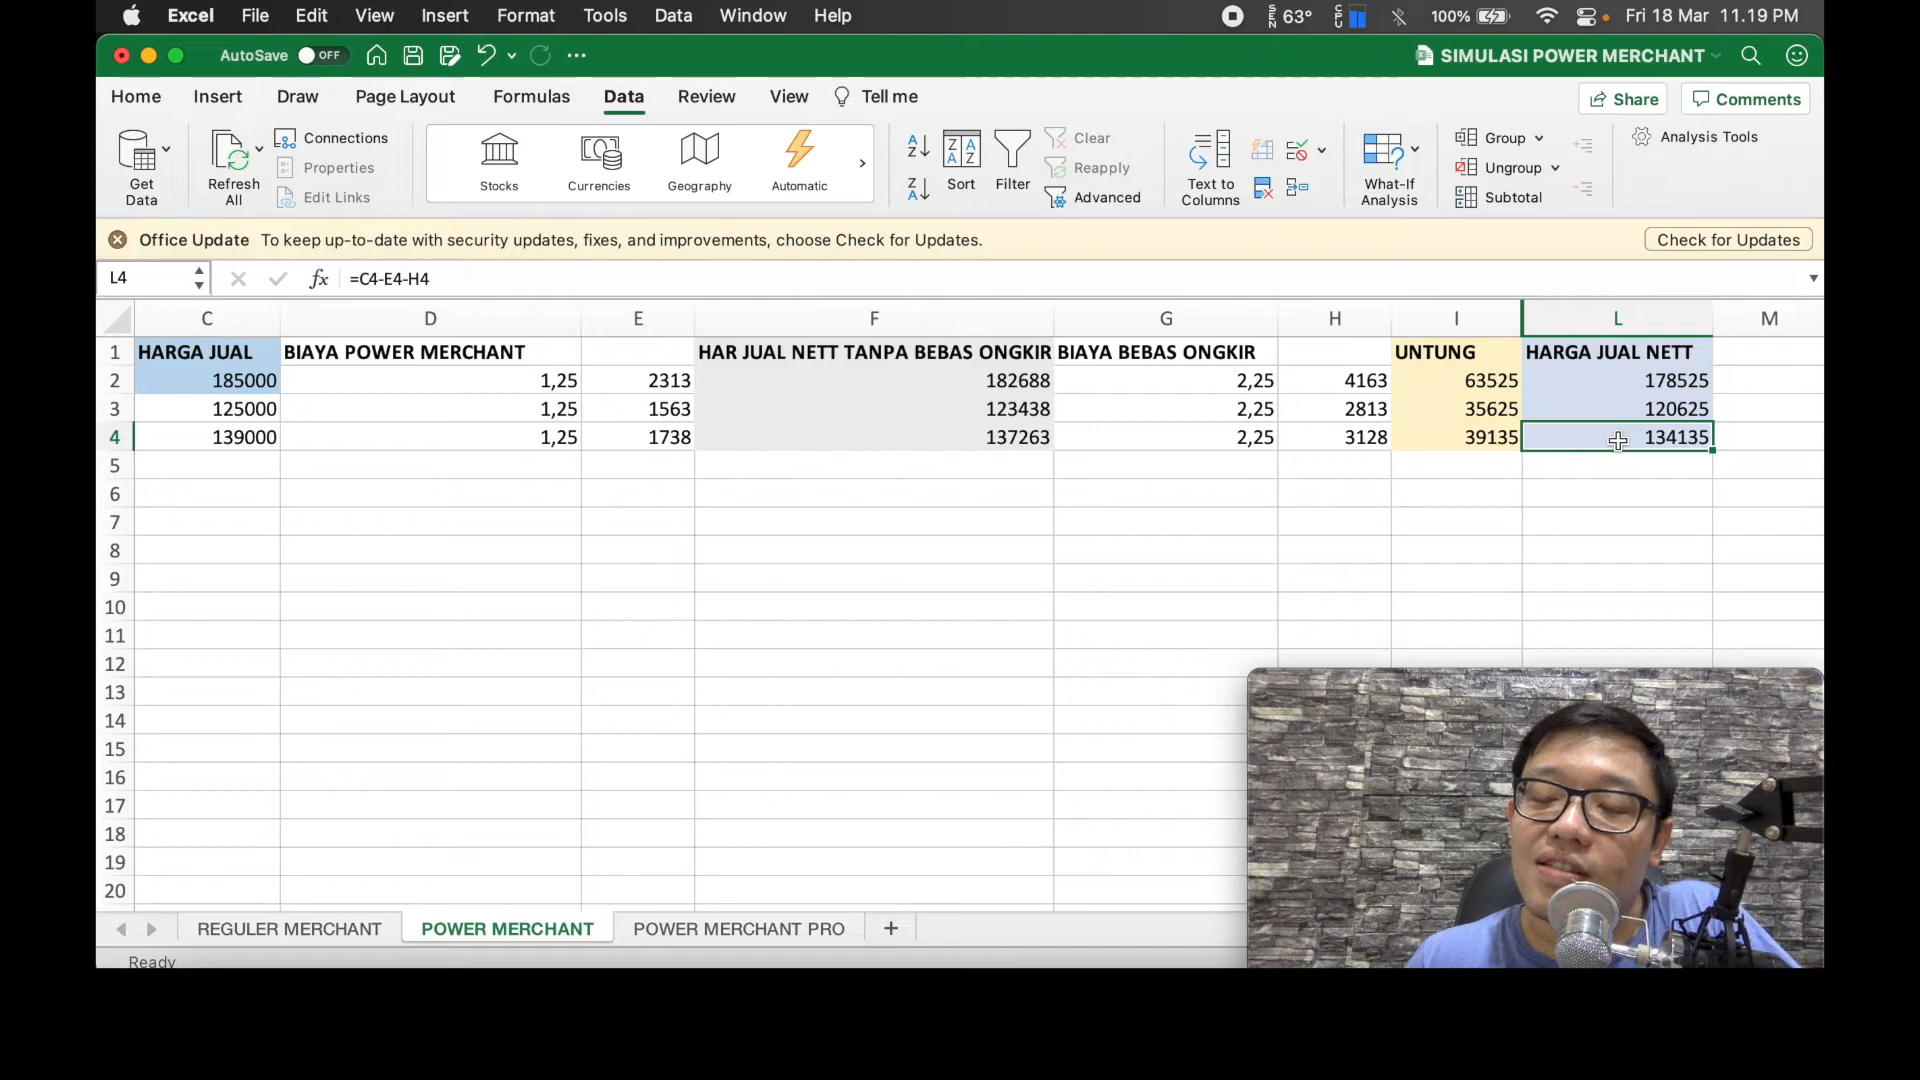 Excel File Edit View Insert Format Tools Data Window Help SEN 63° CPU 100% Fri 18 Mar 11.19 PM
AutoSave OFF SIMULASI POWER MERCHANT
Home Insert Draw Page Layout Formulas Data Review View Tell me Share Comments
Get Data
Refresh All
Connections
Properties
Edit Links
Stocks
Currencies
Geography
Automatic
Sort
Filter
Clear
Reapply
Advanced
Text to Columns
What-If Analysis
Group
Ungroup
Subtotal
Analysis Tools
Office Update To keep up-to-date with security updates, fixes, and improvements, choose Check for Updates. Check for Updates
L4 fx =C4-E4-H4
C D E F G H I L M
1 HARGA JUAL BIAYA POWER MERCHANT HAR JUAL NETT TANPA BEBAS ONGKIR BIAYA BEBAS ONGKIR UNTUNG HARGA JUAL NETT
2 185000 1,25 2313 182688 2,25 4163 63525 178525
3 125000 1,25 1563 123438 2,25 2813 35625 120625
4 139000 1,25 1738 137263 2,25 3128 39135 134135
5
6
7
8
9
10
11
12
13
14
15
16
17
18
19
20
REGULER MERCHANT POWER MERCHANT POWER MERCHANT PRO +
Ready